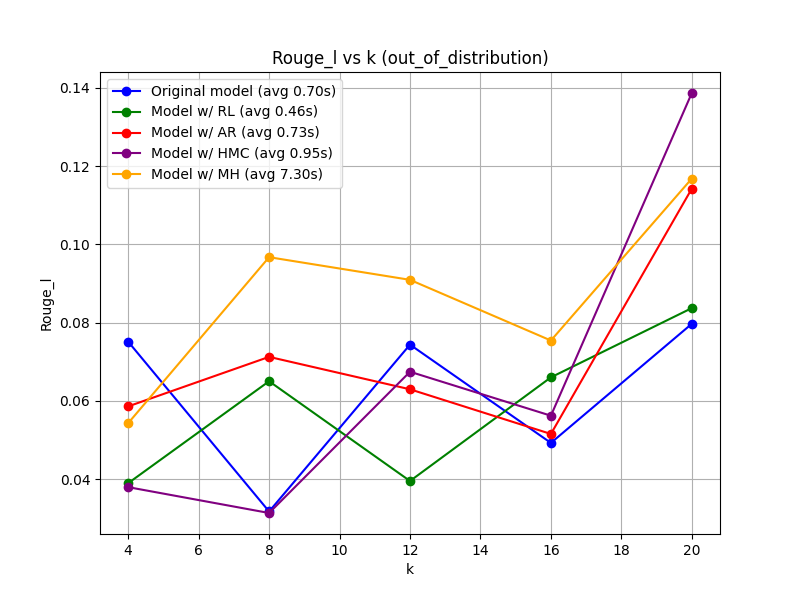 Rouge_l vs k (out_of_distribution)
Original model (avg 0.70s)
Model w/ RL (avg 0.46s)
Model w/ AR (avg 0.73s)
Model w/ HMC (avg 0.95s)
Model w/ MH (avg 7.30s)
0.14
0.12
0.10
0.08
0.06
0.04
Rouge_l
4 6 8 10 12 14 16 18 20
k